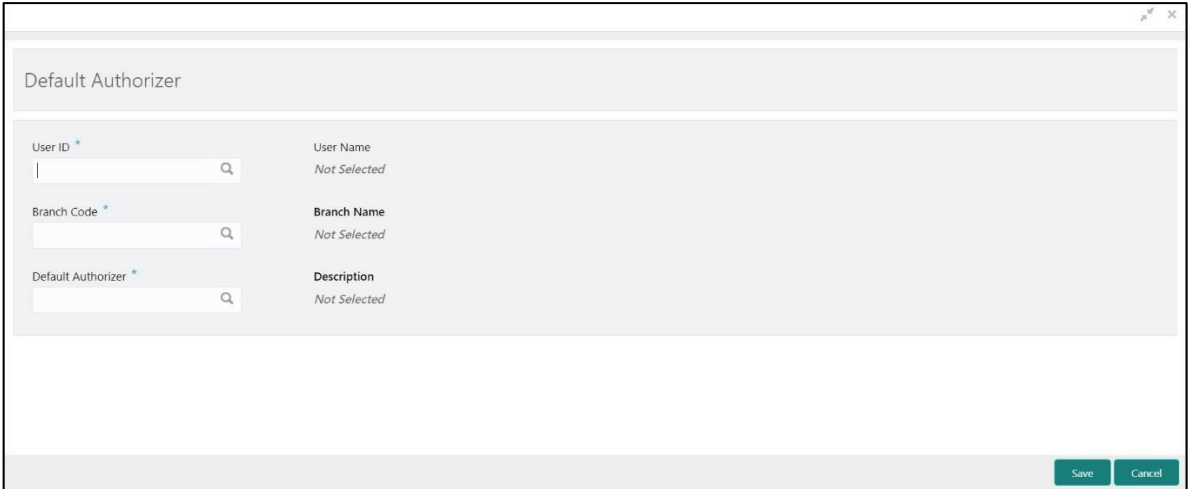 Default Authorizer
User ID *
User Name
Not Selected
Branch Code *
Branch Name
Not Selected
Default Authorizer *
Description
Not Selected
Save
Cancel